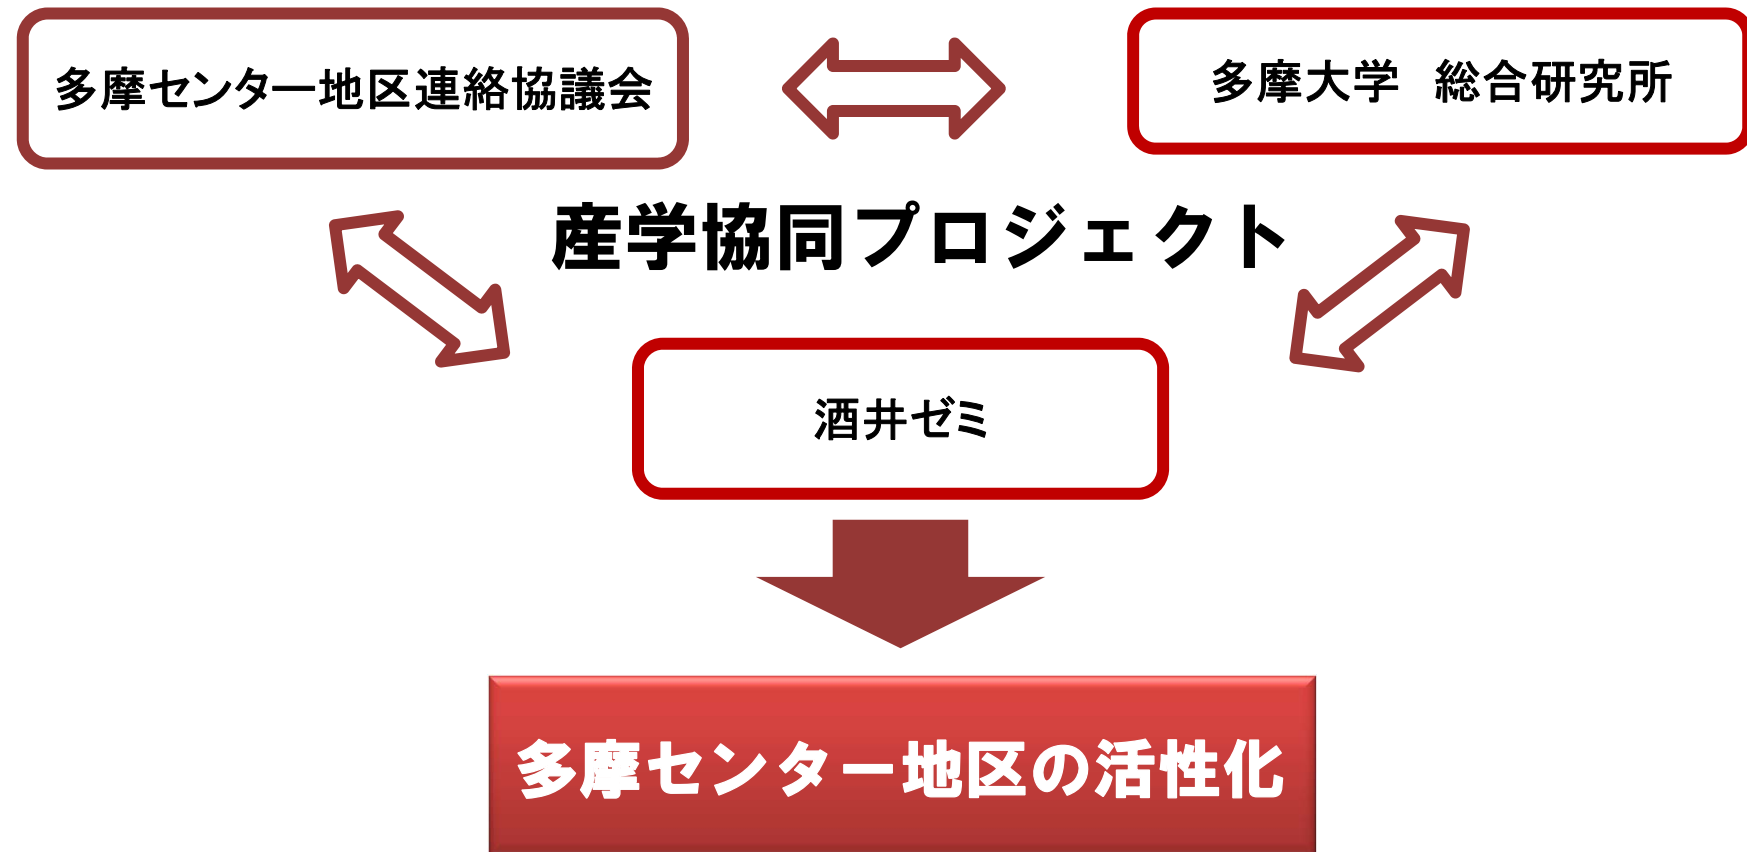 多摩センター地区連絡協議会
多摩大学　総合研究所
産学協同プロジェクト
酒井ゼミ
多摩センター地区の活性化